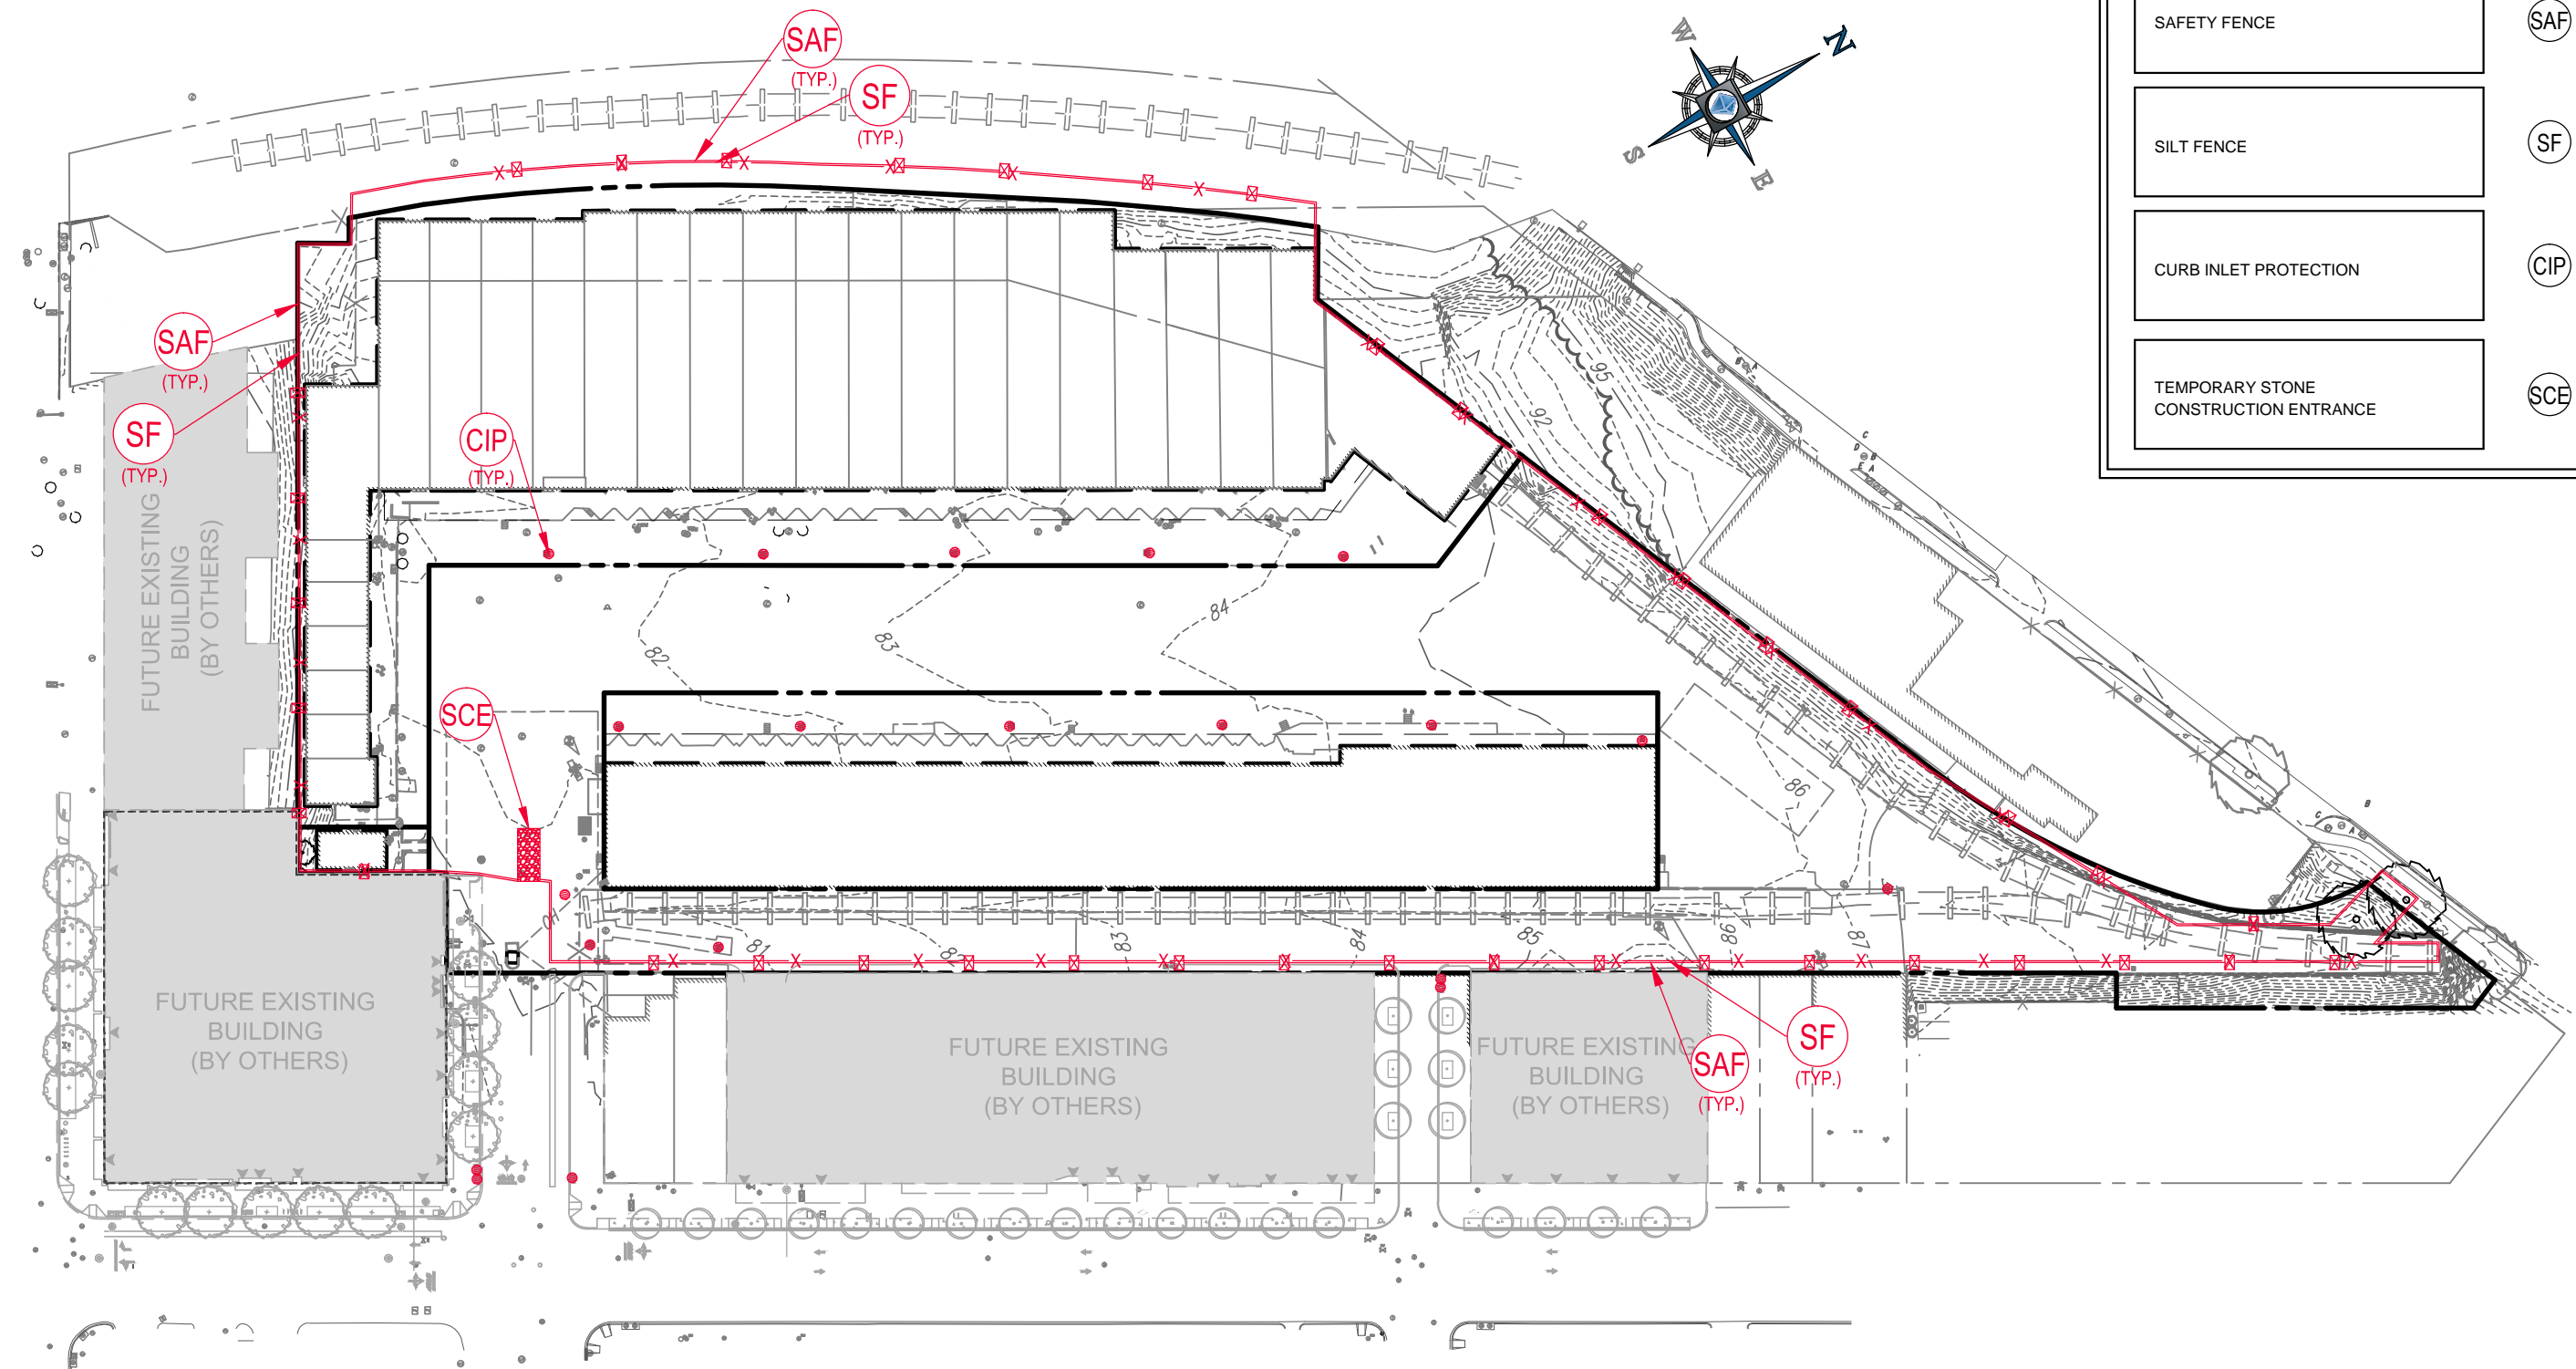 SAF
(TYP.)
SF
(TYP.)
W
N
S
E
SAFETY FENCE
SAF
SILT FENCE
SF
CURB INLET PROTECTION
CIP
TEMPORARY STONE
CONSTRUCTION ENTRANCE
SCE
SAF
(TYP.)
SF
(TYP.)
CIP
(TYP.)
95
92
FUTURE EXISTING
BUILDING
(BY OTHERS)
84
83
82
SCE
86
81
83
84
85
86
87
FUTURE EXISTING
BUILDING
(BY OTHERS)
FUTURE EXISTING
BUILDING
(BY OTHERS)
FUTURE EXISTING
BUILDING
(BY OTHERS)
SAF
(TYP.)
SF
(TYP.)